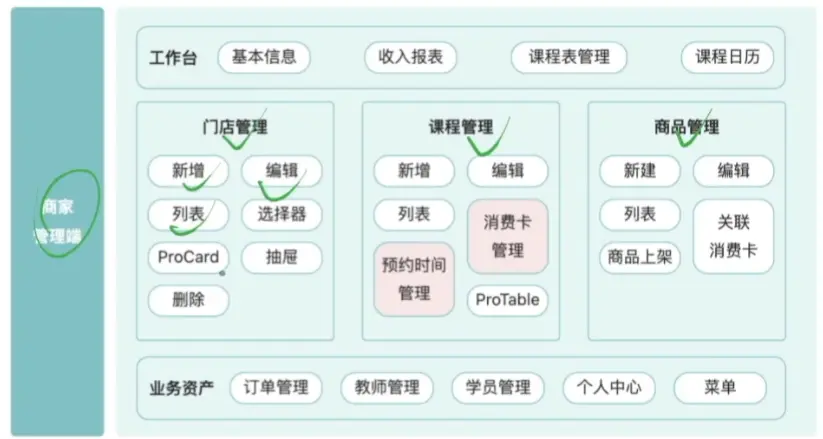 商家
管理端
工作台 基本信息 收入报表 课程表管理 课程日历
门店管理
新增 编辑
列表 选择器
ProCard 抽屉
删除
课程管理
新增 编辑
列表
消费卡
管理
预约时间
管理
ProTable
商品管理
新建 编辑
列表
关联
消费卡
商品上架
业务资产 订单管理 教师管理 学员管理 个人中心 菜单